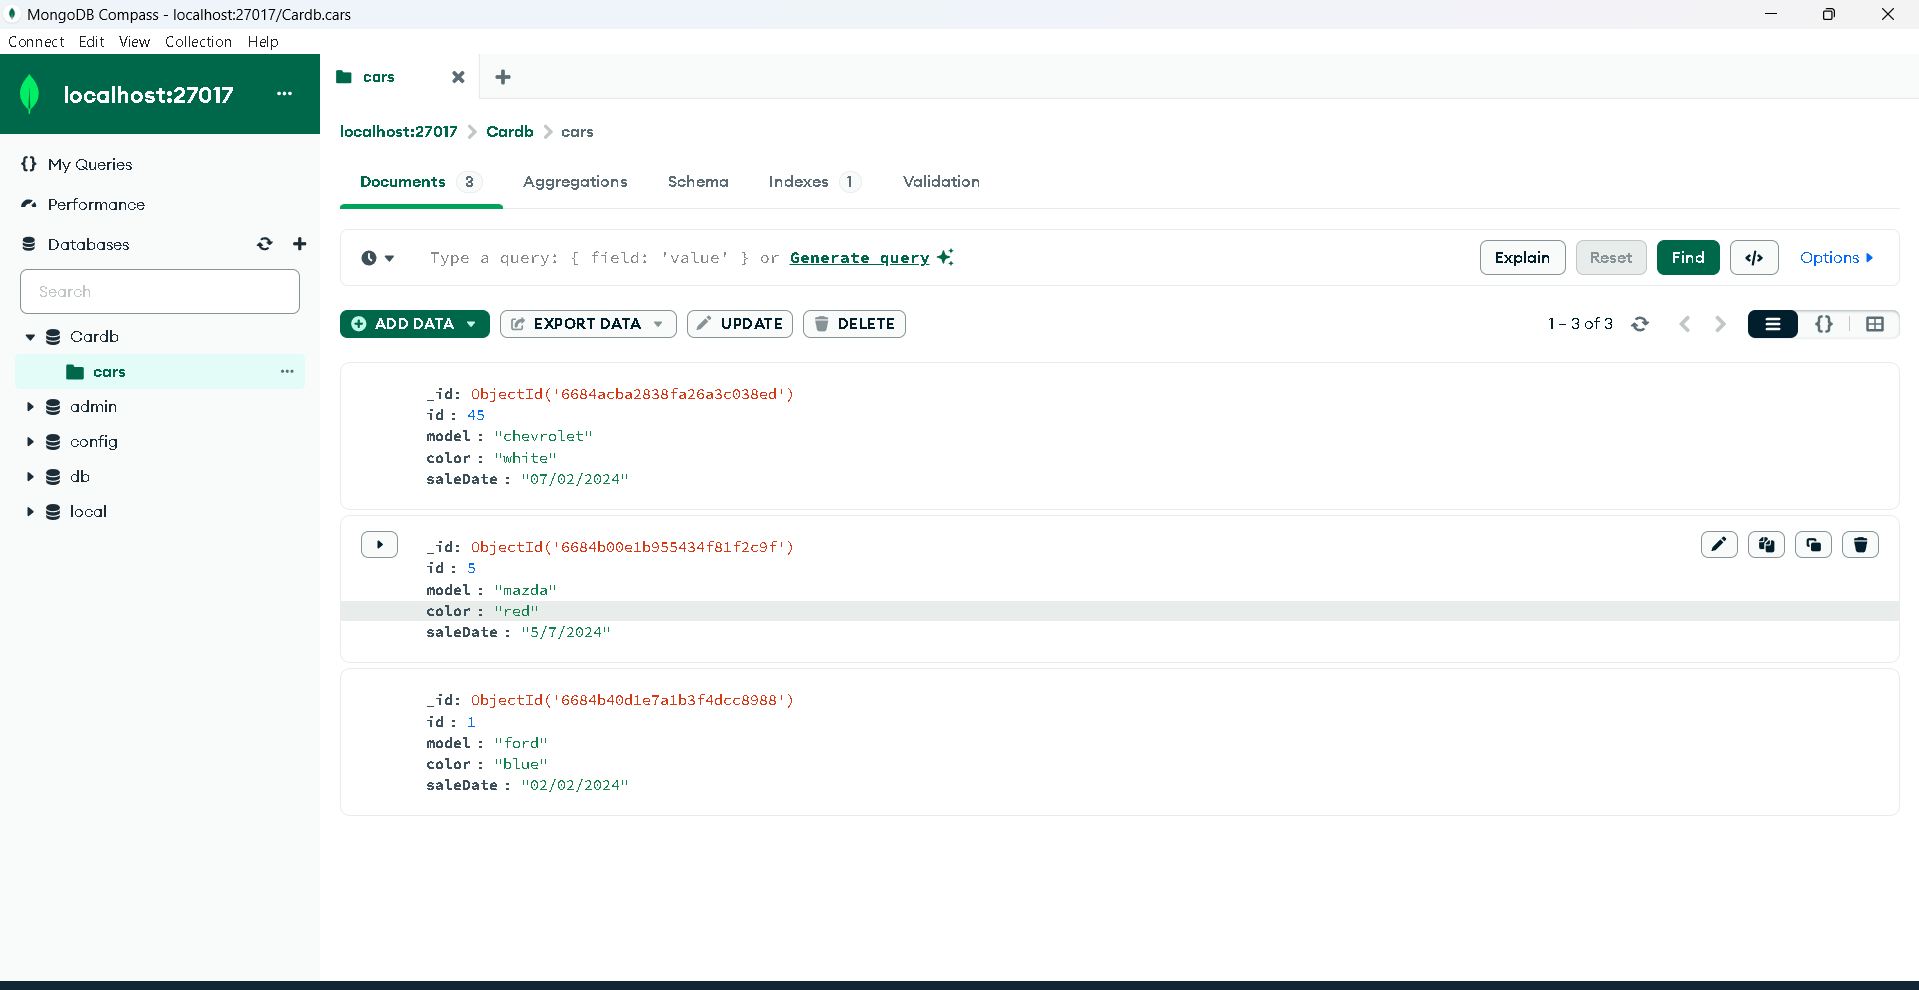 MongoDB Compass - localhost:27017/Cardb.cars
Connect Edit View Collection Help
localhost:27017 ...
cars
localhost:27017 > Cardb > cars
{} My Queries
Performance
Databases
Search
Cardb
cars ...
admin
config
db
local
Documents 3 Aggregations Schema Indexes 1 Validation
Type a query: { field: 'value' } or Generate query
Explain Reset Find </> Options
ADD DATA EXPORT DATA UPDATE DELETE
1 – 3 of 3 {}
_id: ObjectId('6684acba2838fa26a3c038ed')
id : 45
model : "chevrolet"
color : "white"
saleDate : "07/02/2024"
_id: ObjectId('6684b00e1b955434f81f2c9f')
id : 5
model : "mazda"
color : "red"
saleDate : "5/7/2024"
_id: ObjectId('6684b40d1e7a1b3f4dcc8988')
id : 1
model : "ford"
color : "blue"
saleDate : "02/02/2024"